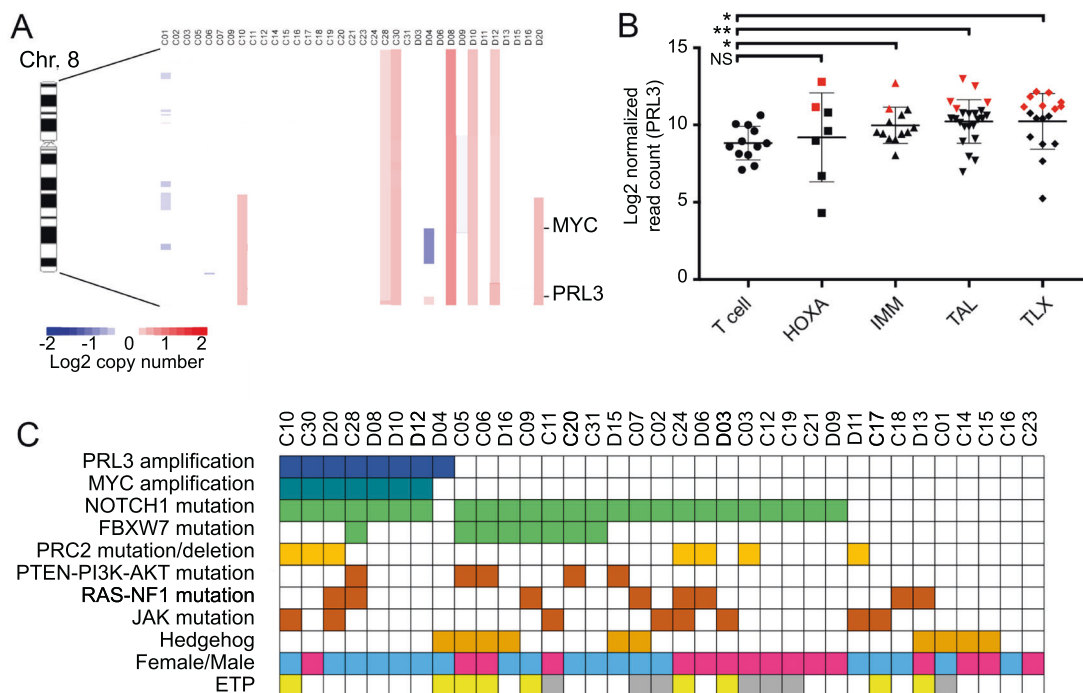 A
C01 C02 C03 C05 C06 C07 C09 C10 C11 C12 C14 C15 C16 C17 C18 C19 C20 C21 C23 C24 C28 C30 C31 D03 D04 D06 D08 D09 D10 D11 D12 D13 D15 D16 D20
Chr. 8
MYC
PRL3
-2 -1 0 1 2
Log2 copy number
B
*
**
*
NS
15
10
5
0
Log2 normalized
read count (PRL3)
T cell HOXA IMM TAL TLX
C
C10 C30 D20 C28 D08 D10 D12 D04 C05 C06 D16 C09 C11 C20 C31 D15 C07 C02 C24 D06 D03 C03 C12 C19 C21 D09 D11 C17 C18 D13 C01 C14 C15 C16 C23
PRL3 amplification
MYC amplification
NOTCH1 mutation
FBXW7 mutation
PRC2 mutation/deletion
PTEN-PI3K-AKT mutation
RAS-NF1 mutation
JAK mutation
Hedgehog
Female/Male
ETP